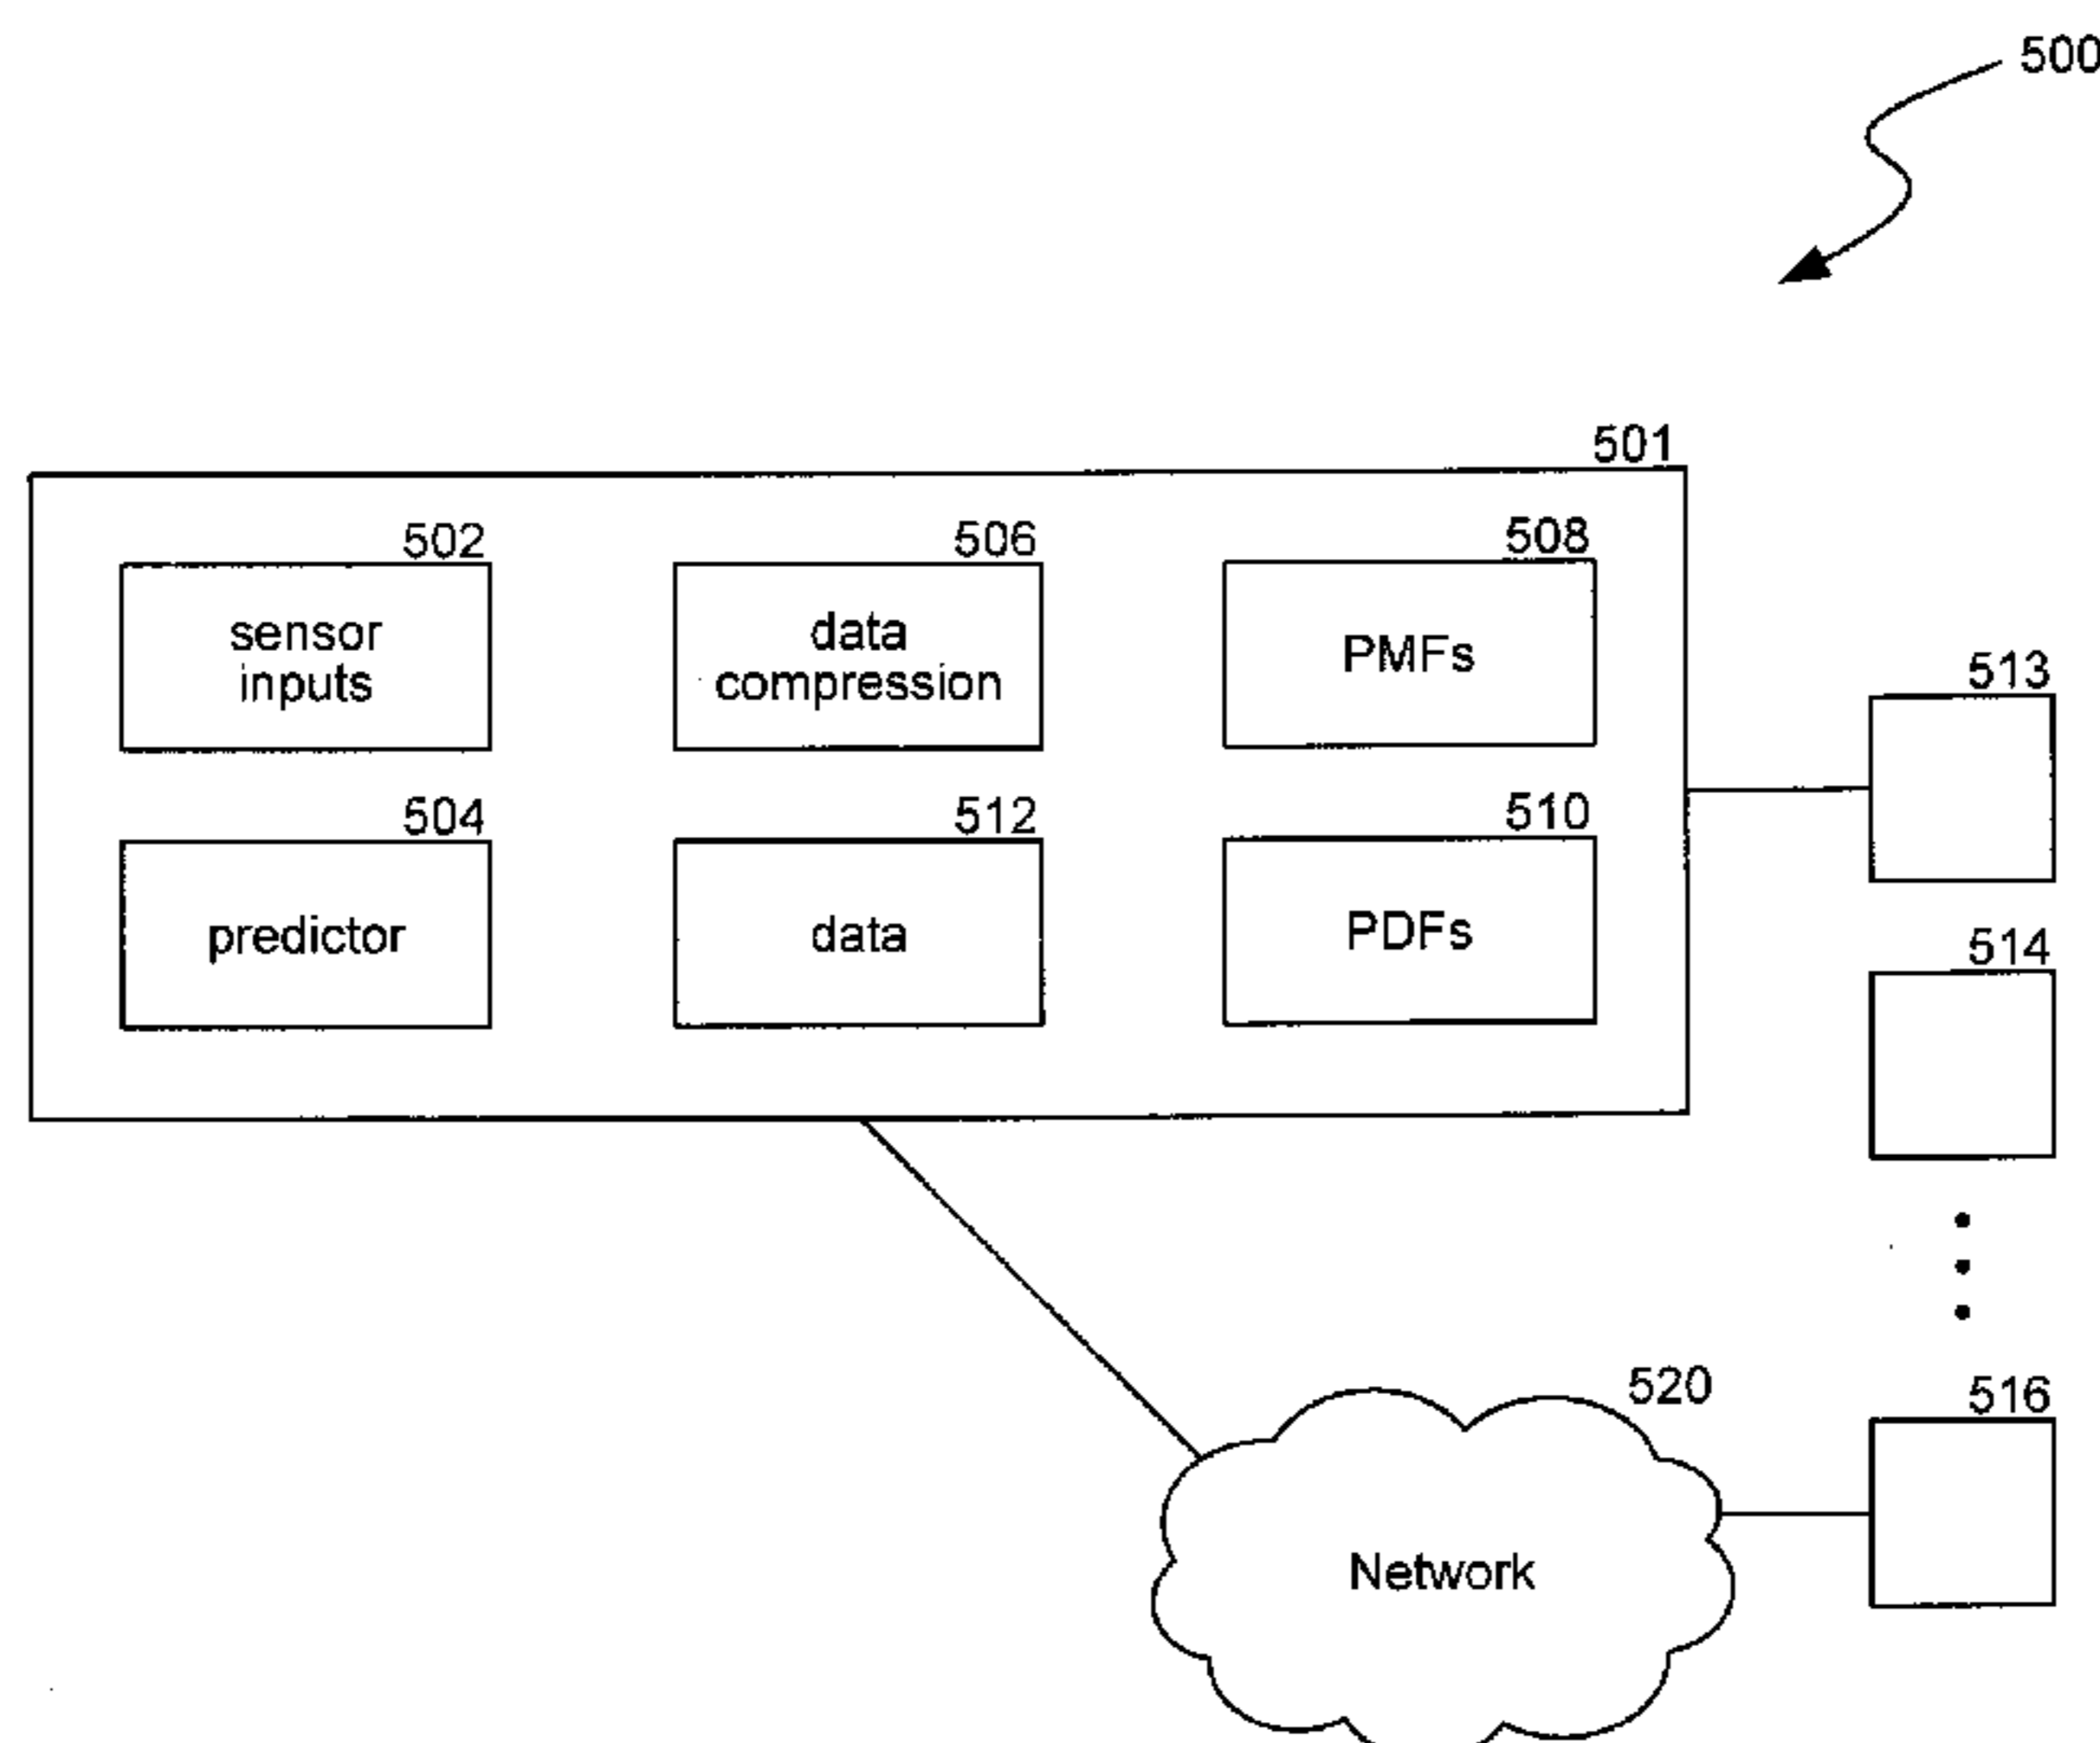 500
501
502
506
508
sensor
inputs
data
compression
PMFs
513
504
512
510
predictor
data
PDFs
514
520
516
Network